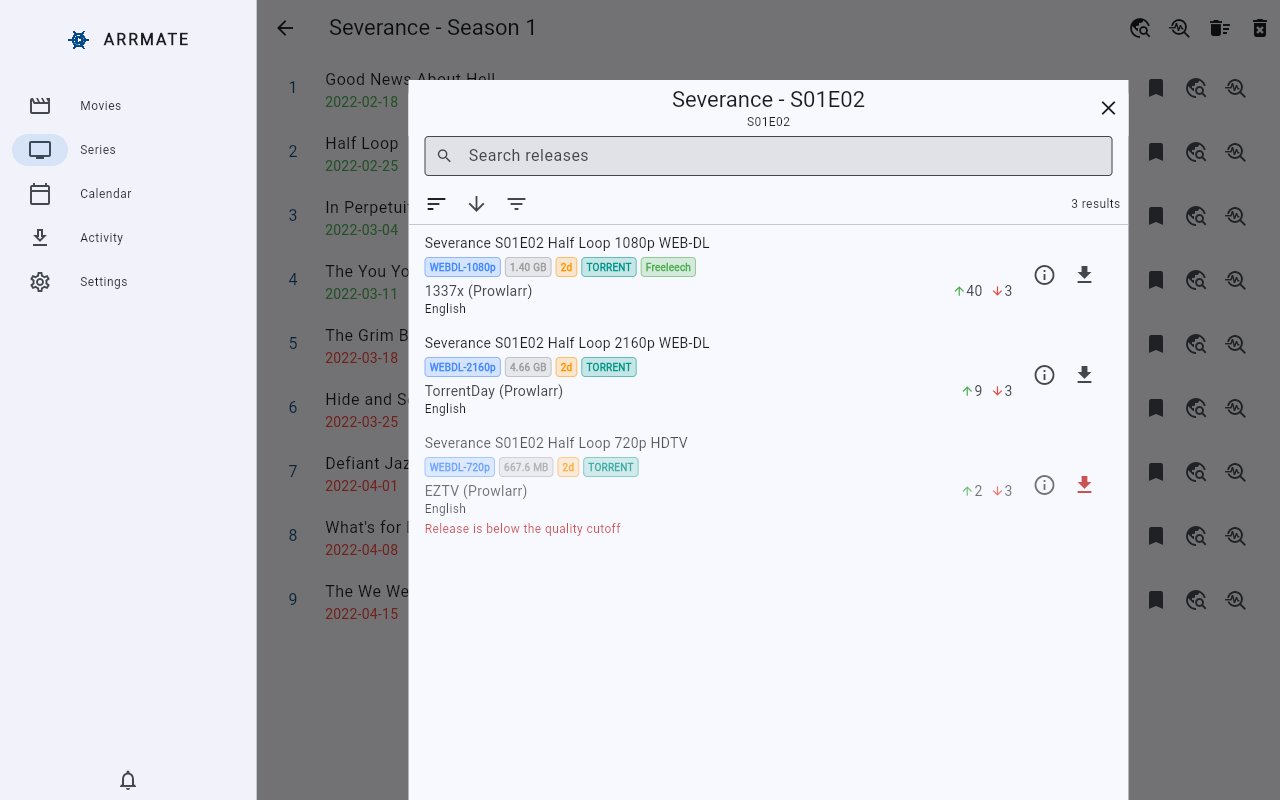 ARRMATE
Movies
Series
Calendar
Activity
Settings
Severance - Season 1
1 Good News About Hell
2022-02-18
2 Half Loop
2022-02-25
3 In Perpetui
2022-03-04
4 The You Yo
2022-03-11
5 The Grim B
2022-03-18
6 Hide and S
2022-03-25
7 Defiant Jaz
2022-04-01
8 What's for
2022-04-08
9 The We We
2022-04-15
Severance - S01E02
S01E02
Search releases
3 results
Severance S01E02 Half Loop 1080p WEB-DL
WEBDL-1080p 1.40 GB 2d TORRENT Freeleech
1337x (Prowlarr) 40 3
English
Severance S01E02 Half Loop 2160p WEB-DL
WEBDL-2160p 4.66 GB 2d TORRENT
TorrentDay (Prowlarr) 9 3
English
Severance S01E02 Half Loop 720p HDTV
WEBDL-720p 667.6 MB 2d TORRENT
EZTV (Prowlarr) 2 3
English
Release is below the quality cutoff